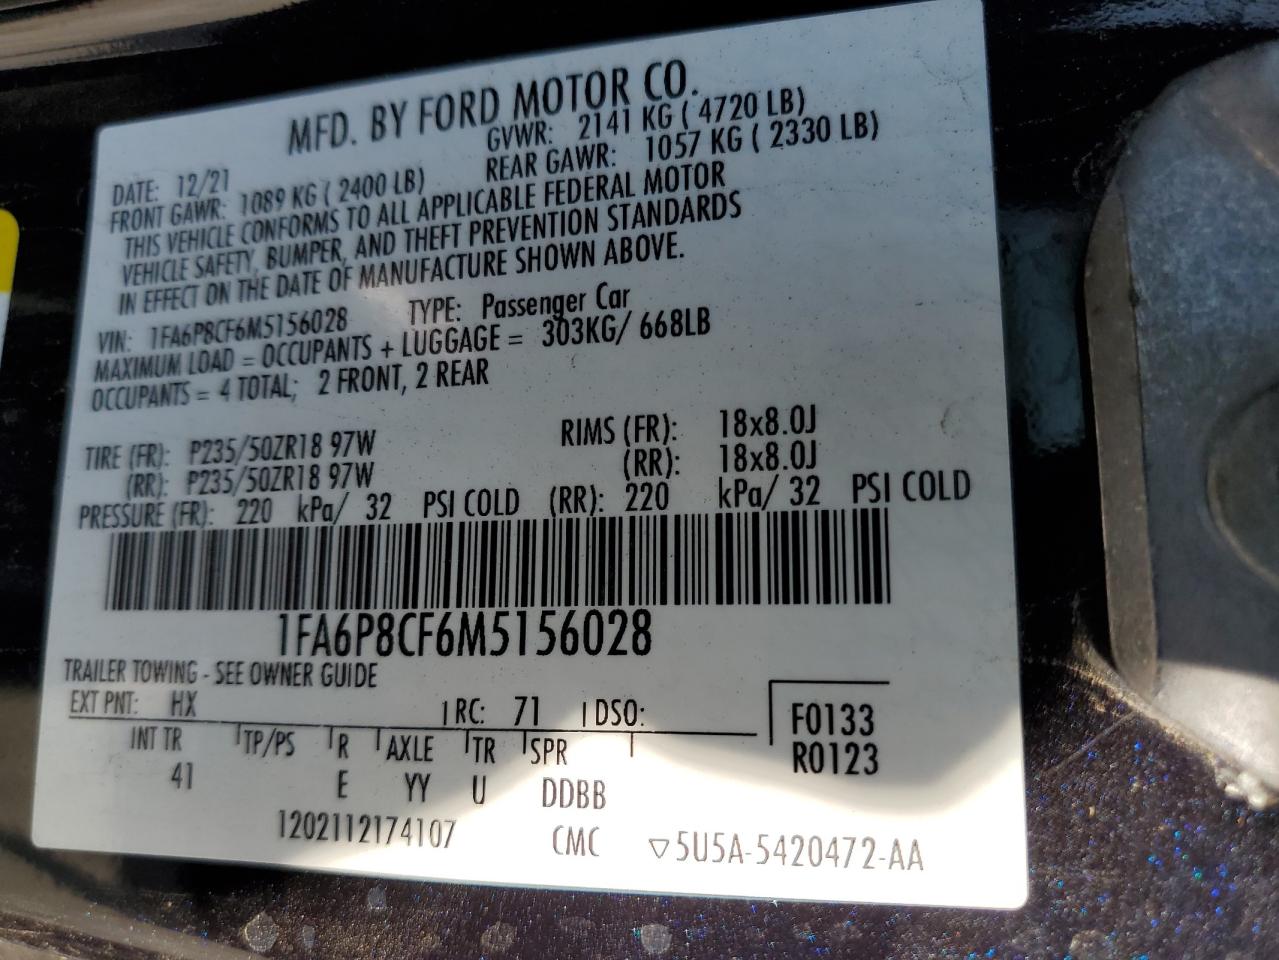 MFD. BY FORD MOTOR CO.
DATE: 12/21 GVWR: 2141 KG ( 4720 LB)
FRONT GAWR: 1089 KG ( 2400 LB) REAR GAWR: 1057 KG ( 2330 LB)
THIS VEHICLE CONFORMS TO ALL APPLICABLE FEDERAL MOTOR
VEHICLE SAFETY, BUMPER, AND THEFT PREVENTION STANDARDS
IN EFFECT ON THE DATE OF MANUFACTURE SHOWN ABOVE.
VIN: 1FA6P8CF6M5156028 TYPE: Passenger Car
MAXIMUM LOAD = OCCUPANTS + LUGGAGE = 303KG/ 668LB
OCCUPANTS = 4 TOTAL; 2 FRONT, 2 REAR
TIRE (FR): P235/50ZR18 97W RIMS (FR): 18x8.0J
(RR): P235/50ZR18 97W (RR): 18x8.0J
PRESSURE (FR): 220 kPa/ 32 PSI COLD (RR): 220 kPa/ 32 PSI COLD
1FA6P8CF6M5156028
TRAILER TOWING - SEE OWNER GUIDE
EXT PNT: HX RC: 71 DSO: F0133
INT TR TP/PS R AXLE TR SPR R0123
41 E YY U DDBB
1202112174107 CMC ▽5U5A-5420472-AA